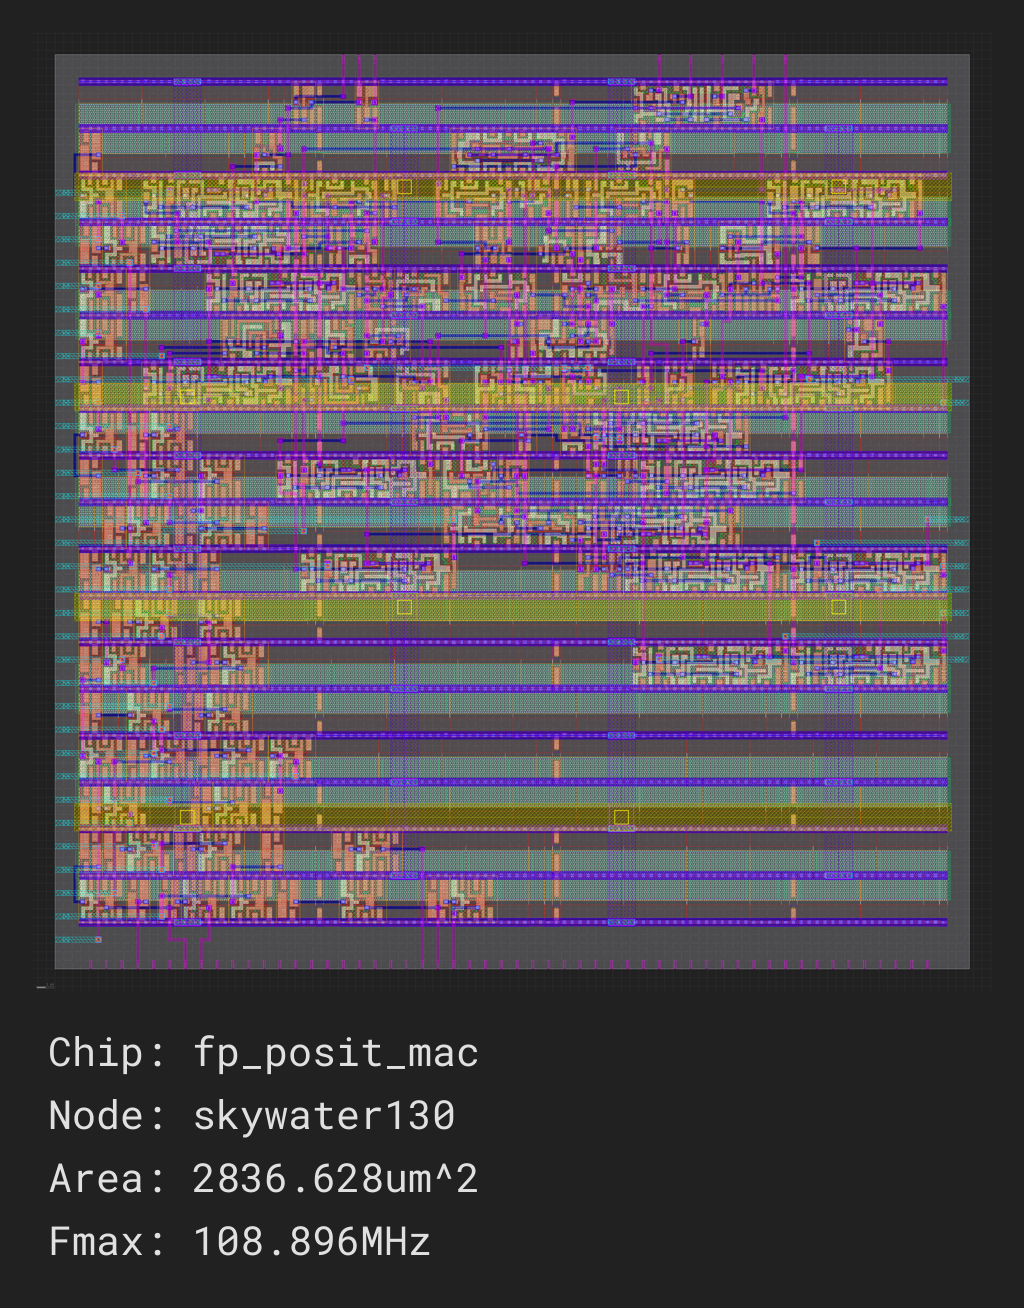 Chip: fp_posit_mac
Node: skywater130
Area: 2836.628um^2
Fmax: 108.896MHz